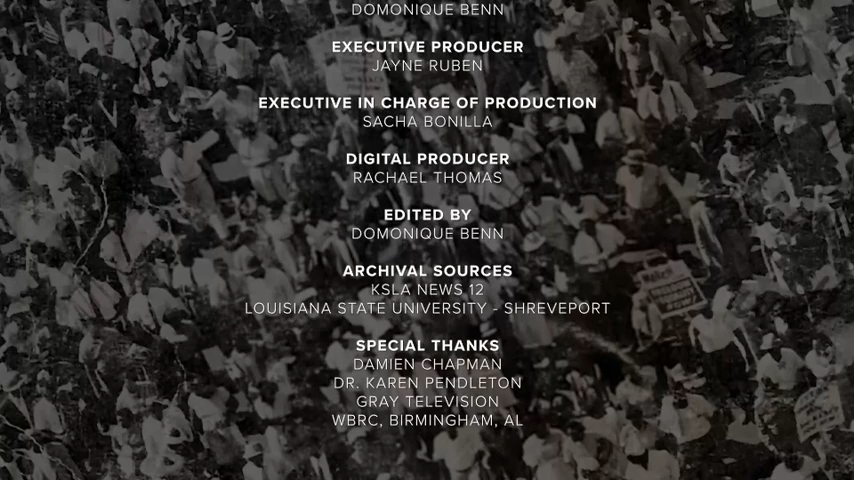 DOMONIQUE BENN
EXECUTIVE PRODUCER
JAYNE RUBEN
EXECUTIVE IN CHARGE OF PRODUCTION
SACHA BONILLA
DIGITAL PRODUCER
RACHAEL THOMAS
EDITED BY
DOMONIQUE BENN
ARCHIVAL SOURCES
KSLA NEWS 12
LOUISIANA STATE UNIVERSITY - SHREVEPORT
SPECIAL THANKS
DAMIEN CHAPMAN
DR. KAREN PENDLETON
GRAY TELEVISION
WBRC, BIRMINGHAM, AL